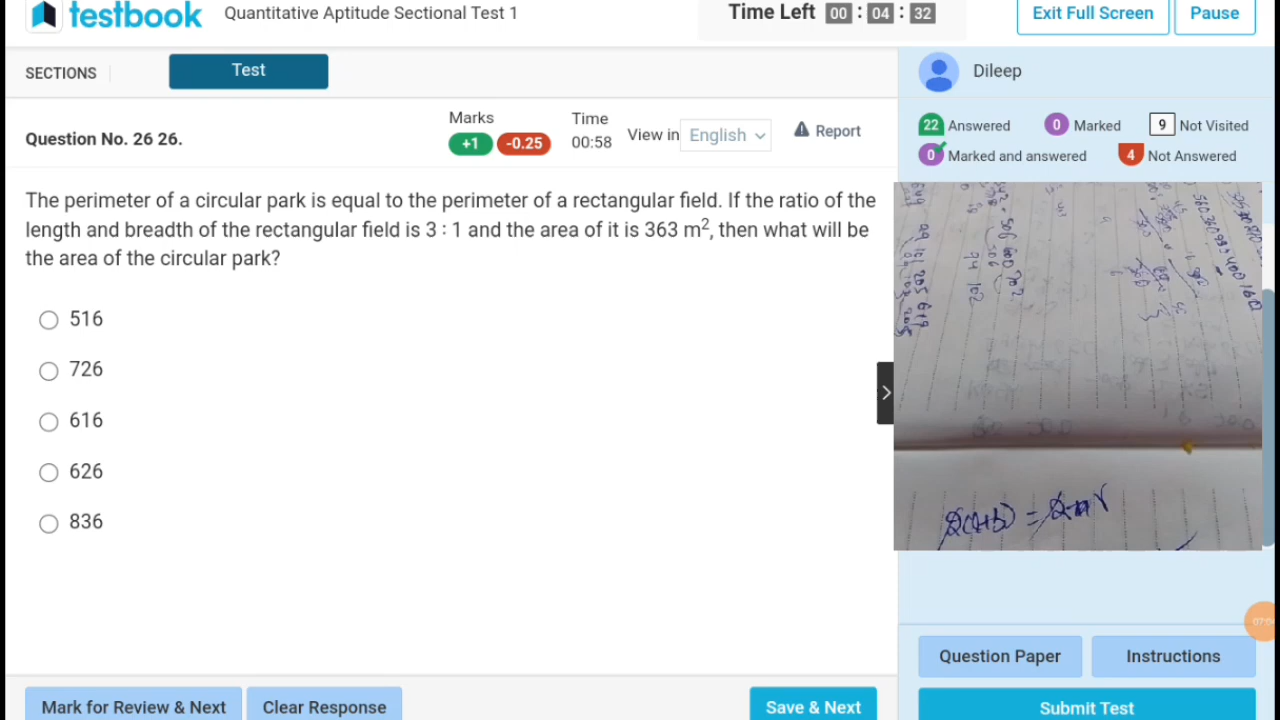 testbook
Quantitative Aptitude Sectional Test 1
Time Left 00 : 04 : 32
Exit Full Screen
Pause
SECTIONS
Test
Dileep
Question No. 26 26.
Marks
+1 -0.25
Time
00:58
View in English
Report
22 Answered
0 Marked
9 Not Visited
0 Marked and answered
4 Not Answered
The perimeter of a circular park is equal to the perimeter of a rectangular field. If the ratio of the
length and breadth of the rectangular field is 3 : 1 and the area of it is 363 m², then what will be
the area of the circular park?
516
726
616
626
836
07:04
Question Paper
Instructions
Mark for Review & Next
Clear Response
Save & Next
Submit Test